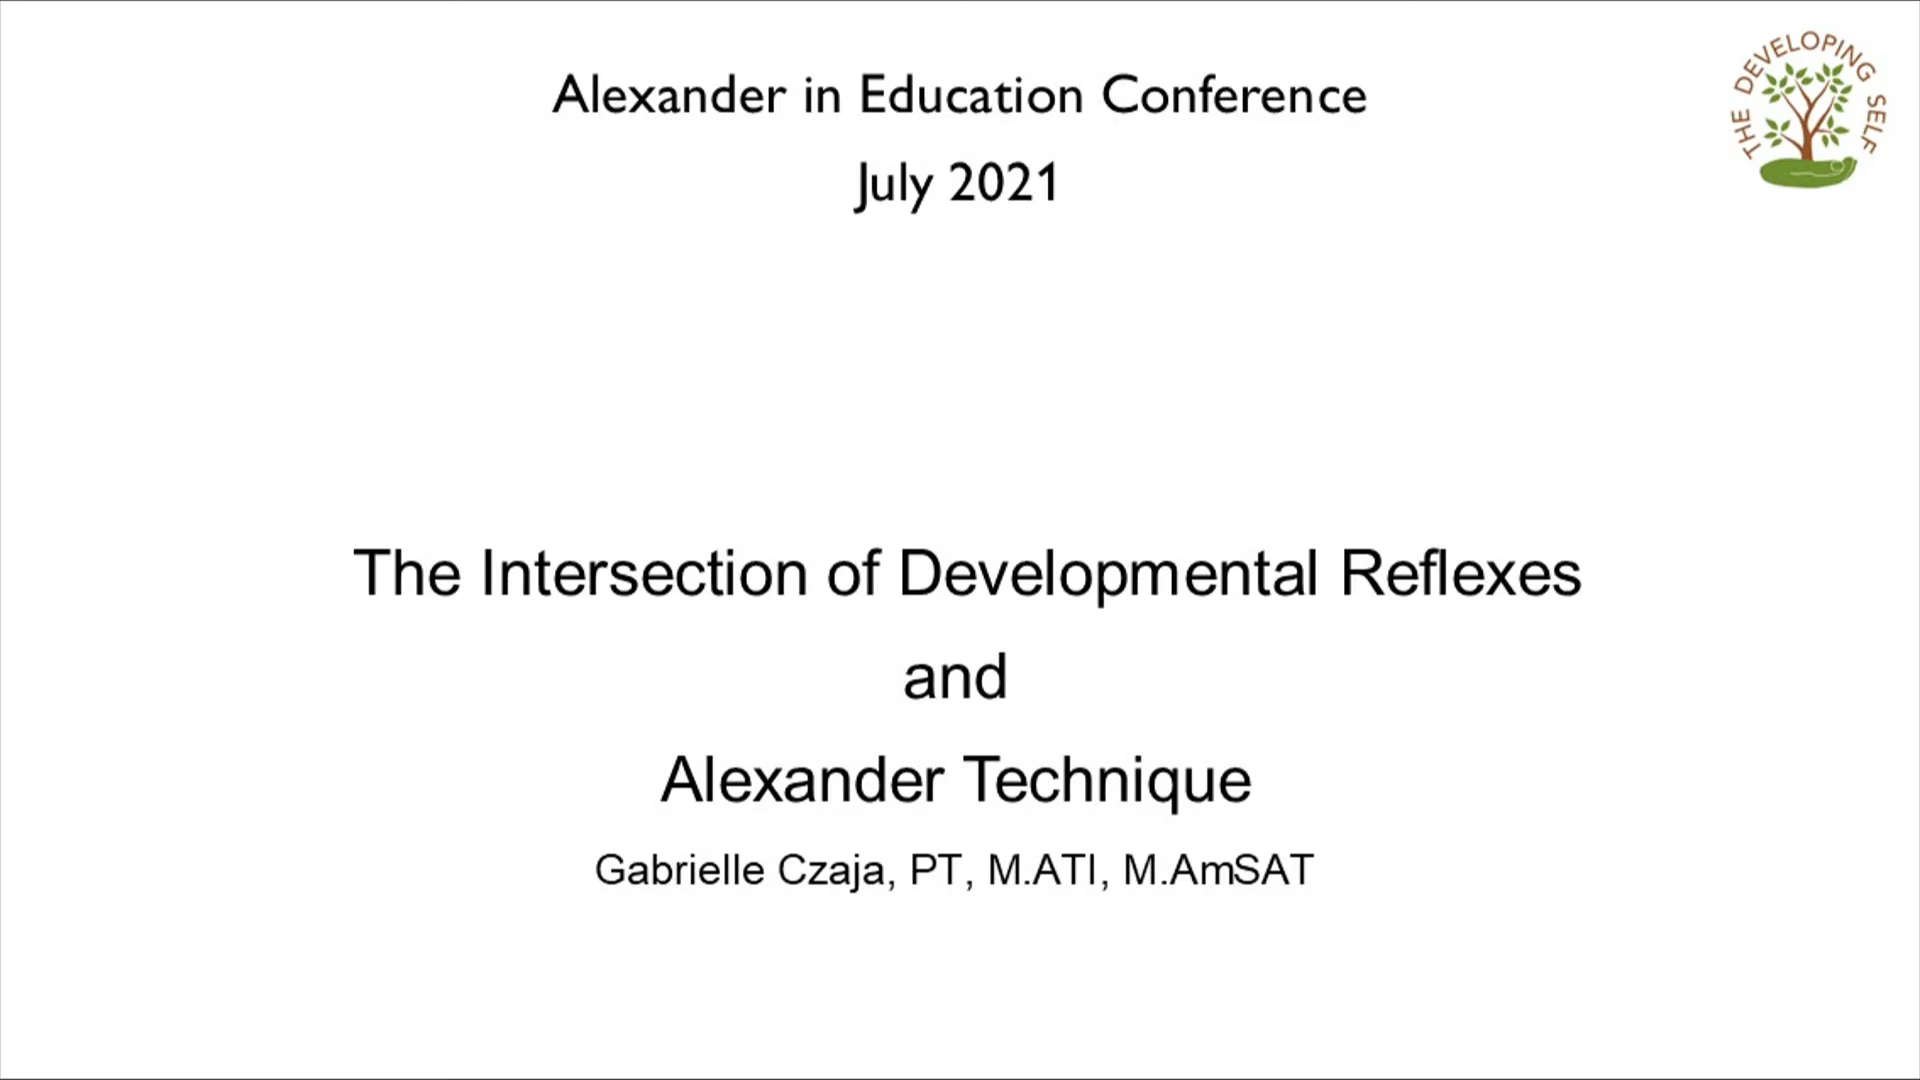 Alexander in Education Conference
July 2021
THE DEVELOPING SELF
The Intersection of Developmental Reflexes
and
Alexander Technique
Gabrielle Czaja, PT, M.ATI, M.AmSAT